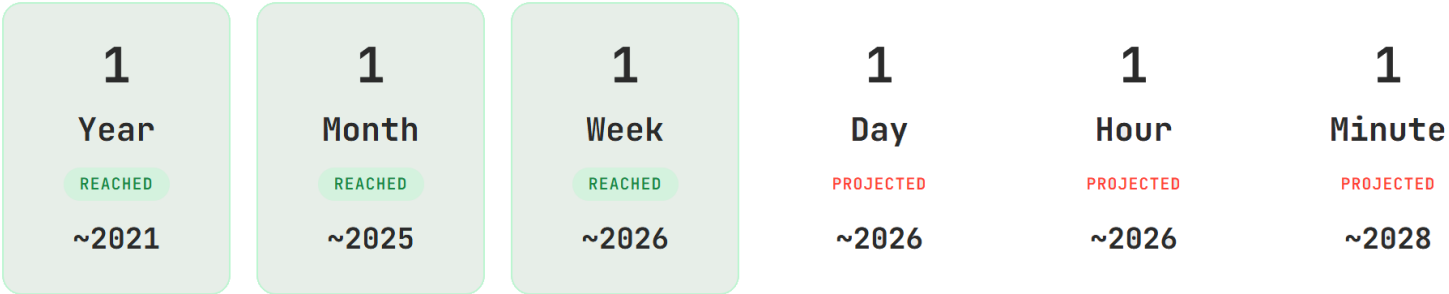 1
Year
REACHED
~2021
1
Month
REACHED
~2025
1
Week
REACHED
~2026
1
Day
PROJECTED
~2026
1
Hour
PROJECTED
~2026
1
Minute
PROJECTED
~2028